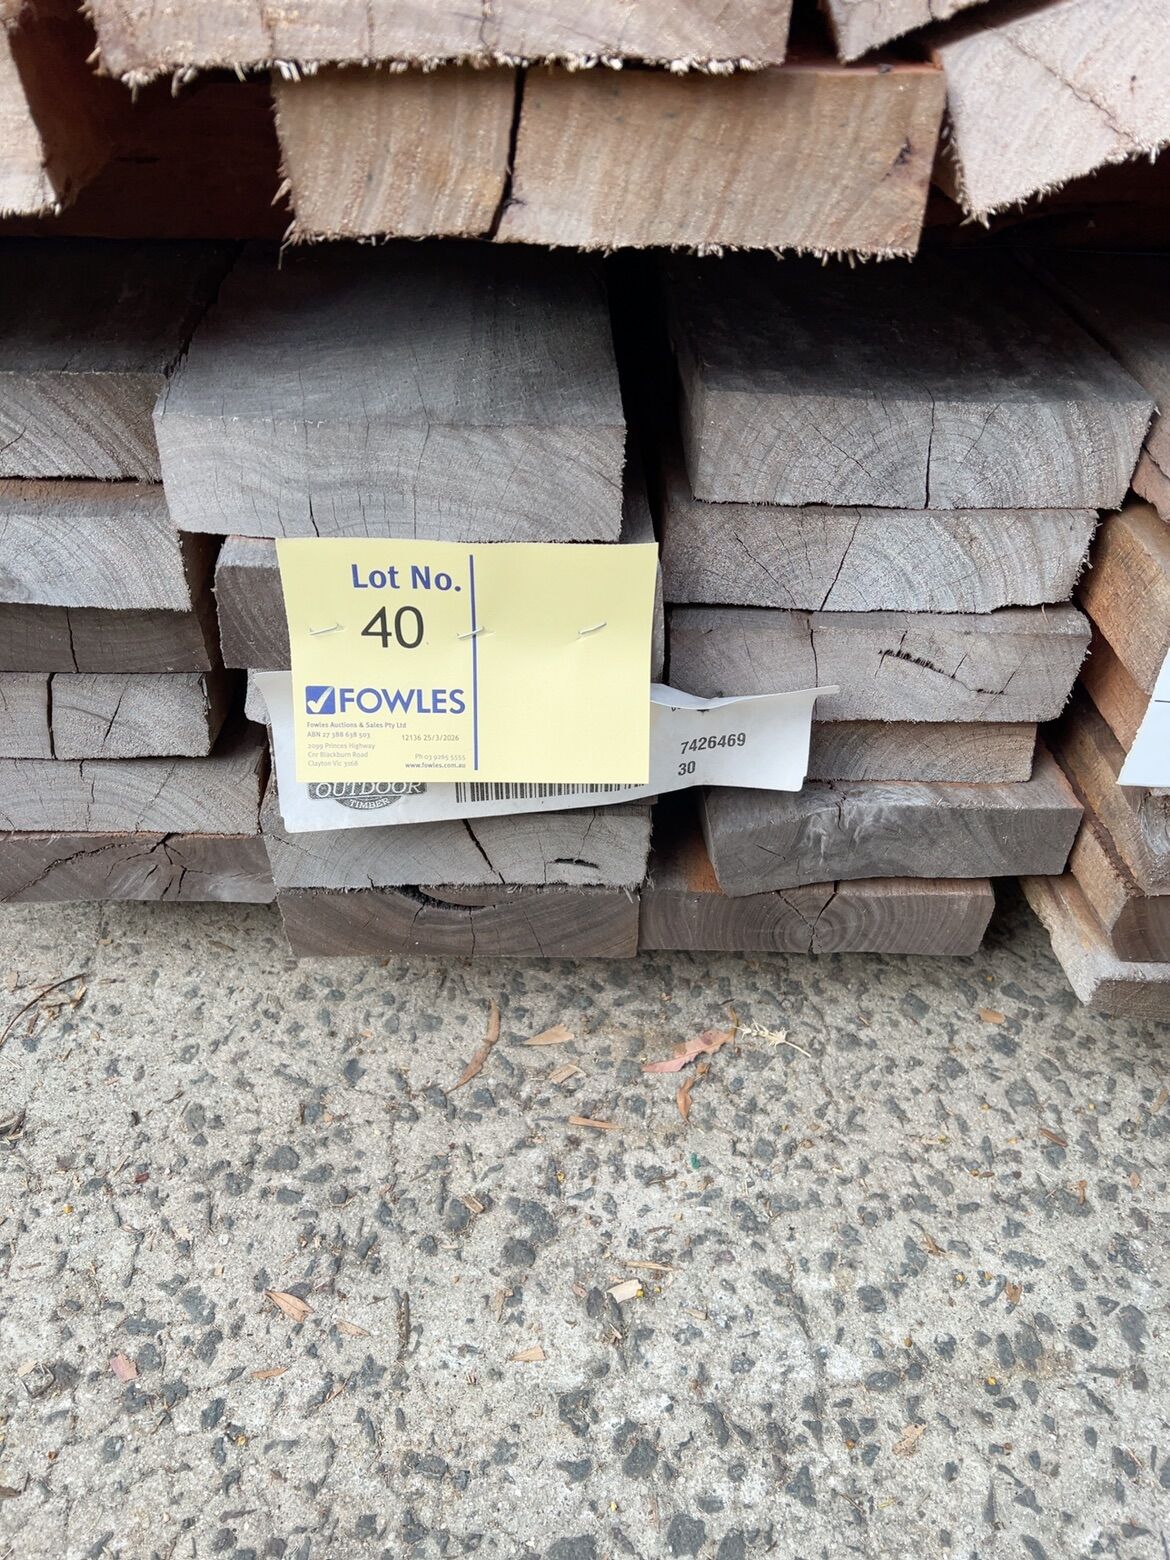 Lot No.
40
FOWLES
Fowles Auctions & Sales Pty Ltd
ABN 27 388 638 503
12136 25/3/2026
2099 Princes Highway
Cnr Blackburn Road
Clayton Vic 3168
Ph 03 9265 5555
www.fowles.com.au
7426469
30
OUTDOOR
TIMBER